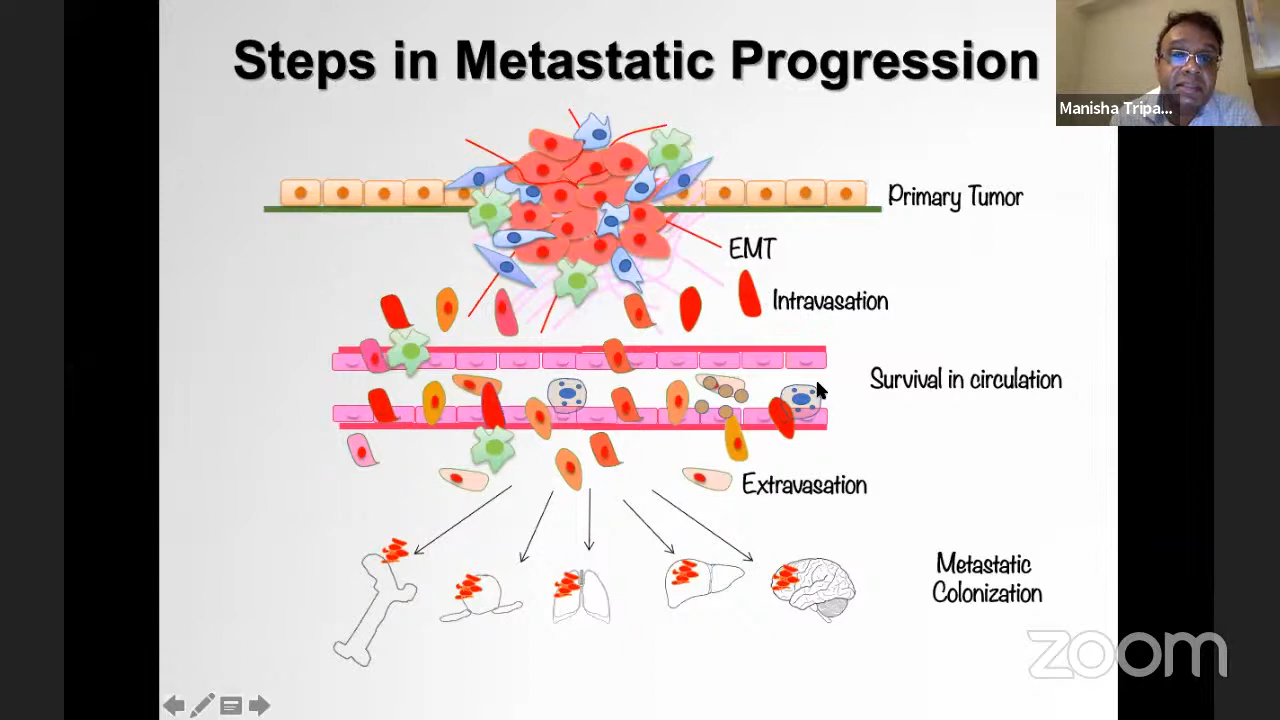 Steps in Metastatic Progression
Manisha Tripa...
Primary Tumor
EMT
Intravasation
Survival in circulation
Extravasation
Metastatic
Colonization
zoom